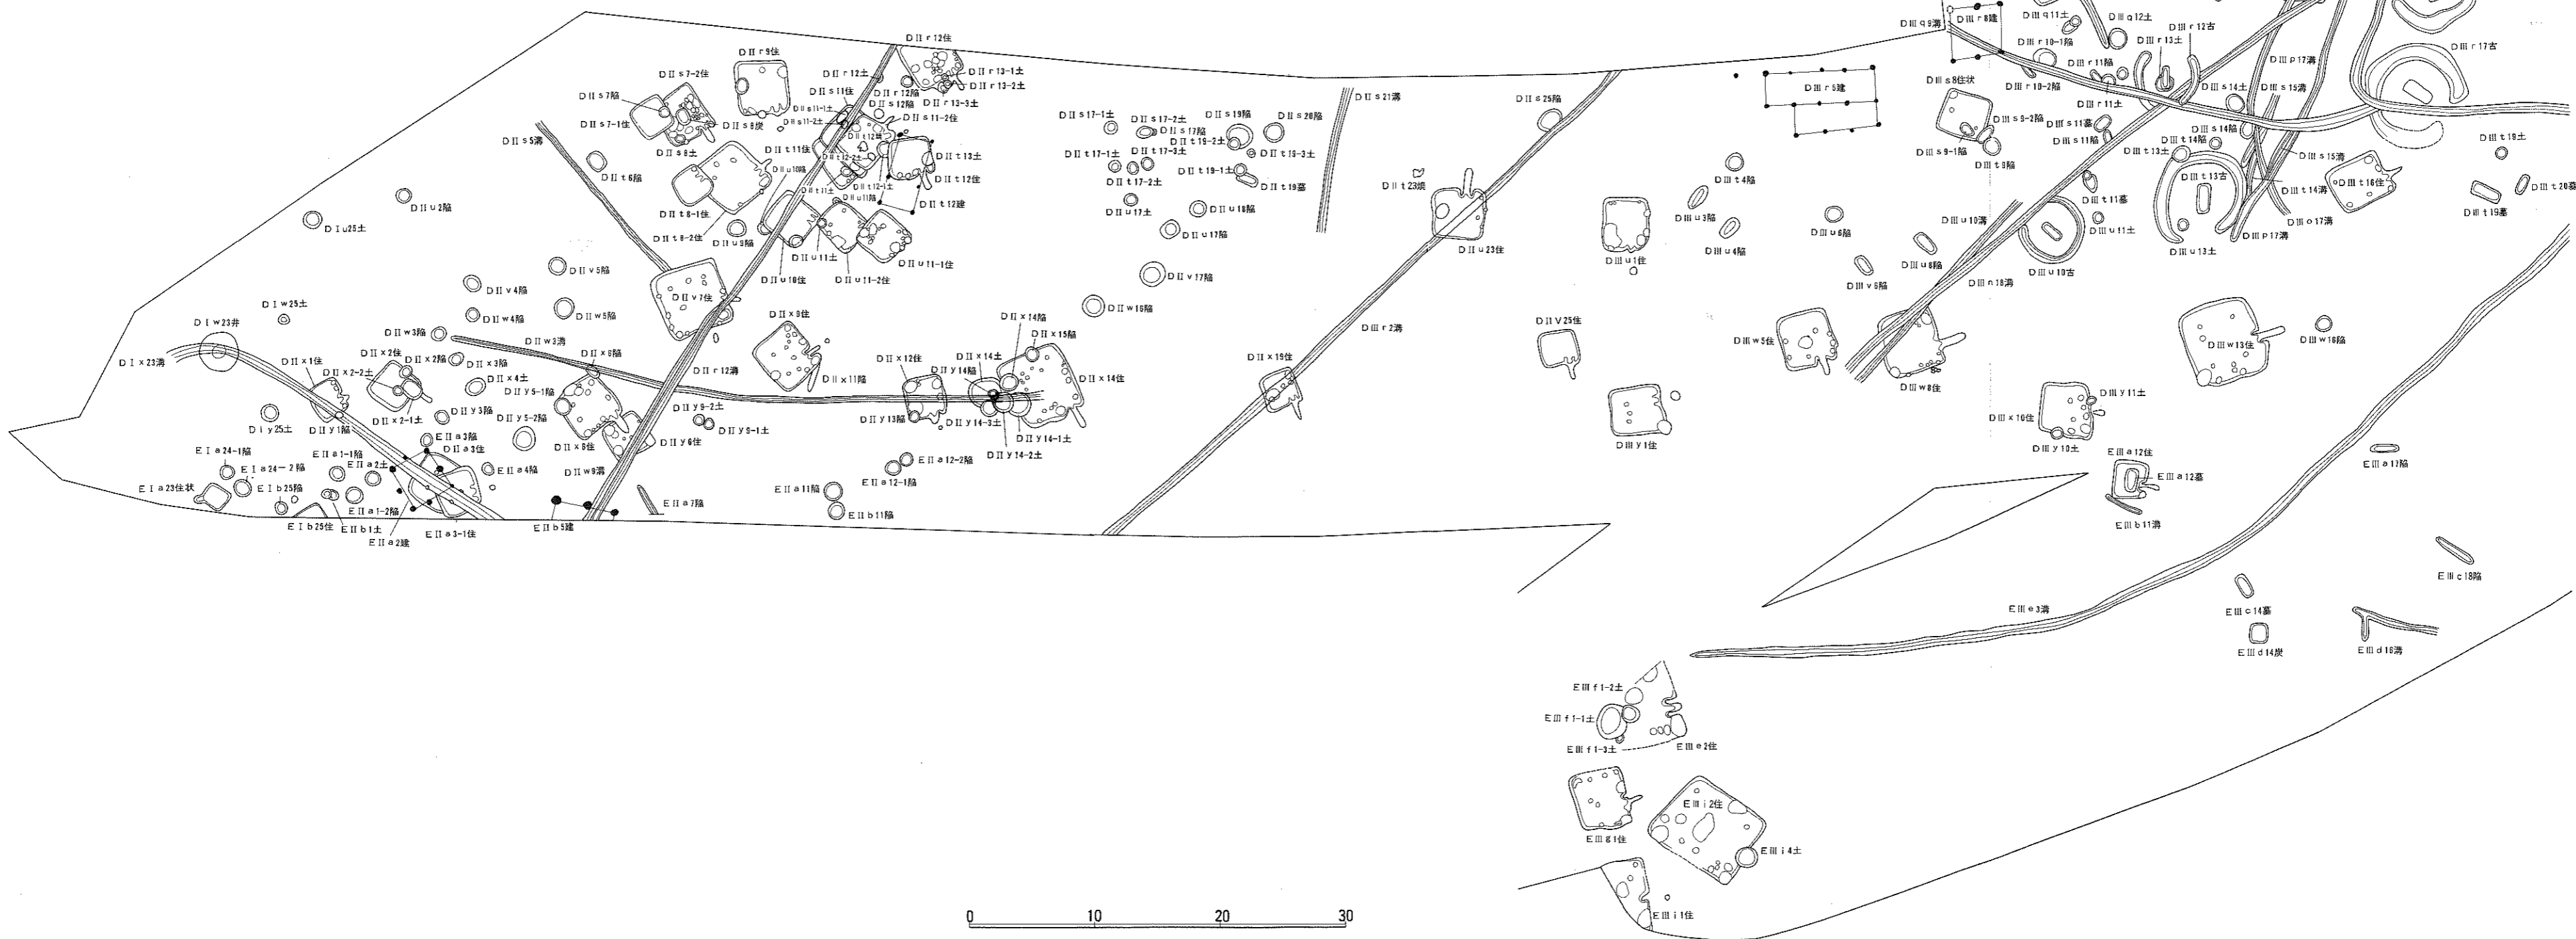 DⅡr12住
DⅡr9住
DⅡs7-2住
DⅡr12土
DⅡr13-1土
DⅡr13-2土
DⅡr13-3土
DⅡr12陥
DⅡs7陥
DⅡs11住
DⅡs12陥
DⅡs11-1土
DⅡs11-2土
DⅡs11-2住
DⅡs7-1住
DⅡs8炭
DⅡs8土
DⅡs5溝
DⅡt11住
DⅡt13土
DⅡt12住
DⅡt12-1土
DⅡt12建
DⅡt6陥
DⅡt8-1住
DⅡt8-2住
DⅡu9陥
DⅡu11土
DⅡu10住
DⅡu11-2住
DⅡu11-1住
DⅡu2陥
DⅠu25土
DⅡv5陥
DⅡv4陥
DⅡv7住
DⅠw25土
DⅠw23井
DⅡw4陥
DⅡw5陥
DⅡw3陥
DⅡw3溝
DⅠx23溝
DⅡx1住
DⅡx2住
DⅡx2陥
DⅡx3陥
DⅡx2-2土
DⅡx4土
DⅡx2-1土
DⅡx9住
DⅡx11陥
DⅡr12溝
DⅡx12住
DⅡx14土
DⅡx14陥
DⅡx15陥
DⅡx14住
DⅡy14陥
DⅡy13陥
DⅡy14-3土
DⅡy14-1土
DⅡy14-2土
DⅡy5-1陥
DⅡy5-2陥
DⅡy3陥
DⅡy1陥
DⅠy25土
DⅡx6住
DⅡy9-2土
DⅡy9-1土
DⅡy6住
DⅡw9溝
EⅠa24-1陥
EⅠa24-2陥
EⅠa23住状
EⅠb25陥
EⅠb25住
EⅡa1-1陥
EⅡa2土
EⅡa1-2陥
EⅡb1土
EⅡa2建
EⅡa3陥
EⅡa3住
EⅡa4陥
EⅡa3-1住
EⅡb5建
EⅡa7陥
EⅡa12-2陥
EⅡa12-1陥
EⅡa11陥
EⅡb11陥
DⅡs17-1土
DⅡs17-2土
DⅡs17陥
DⅡs19陥
DⅡs20陥
DⅡt19-2土
DⅡt19-3土
DⅡt17-1土
DⅡt17-3土
DⅡt17-2土
DⅡt19-1土
DⅡt19墓
DⅡu17土
DⅡu18陥
DⅡu17陥
DⅡv17陥
DⅡw16陥
DⅡs21溝
DⅡs25陥
DⅡt23焼
DⅡu23住
DⅢr2溝
DⅡx19住
DⅡV25住
DⅢu1住
DⅢy1住
DⅢr5建
DⅢt4陥
DⅢu3陥
DⅢu4陥
DⅢu6陥
DⅢv6陥
DⅢu8陥
DⅢw5住
DⅢw8住
DⅢn18溝
DⅢu10溝
DⅢq9溝
DⅢr8建
DⅢq11土
DⅢq12土
DⅢr10-1陥
DⅢr10-2陥
DⅢr11陥
DⅢr11土
DⅢr13土
DⅢr12古
DⅢs8住状
DⅢs9-2陥
DⅢs9-1陥
DⅢt9陥
DⅢs11墓
DⅢs11陥
DⅢs14土
DⅢs14陥
DⅢt14陥
DⅢt13土
DⅢt13古
DⅢp17溝
DⅢs15溝
DⅢs15溝
DⅢr17古
DⅢt14溝
DⅢo17溝
DⅢp17溝
DⅢt16住
DⅢt19土
DⅢt19墓
DⅢt20墓
DⅢt11墓
DⅢu11土
DⅢu10古
DⅢu13土
DⅢw13住
DⅢw16陥
DⅢx10住
DⅢy11土
DⅢy10土
EⅢa12住
EⅢa12墓
EⅢb11溝
EⅢa17陥
EⅢc18陥
EⅢc14墓
EⅢd14炭
EⅢd16溝
EⅢe3溝
EⅢf1-2土
EⅢf1-1土
EⅢf1-3土
EⅢe2住
EⅢg1住
EⅢi2住
EⅢi4土
EⅢi1住
0 10 20 30